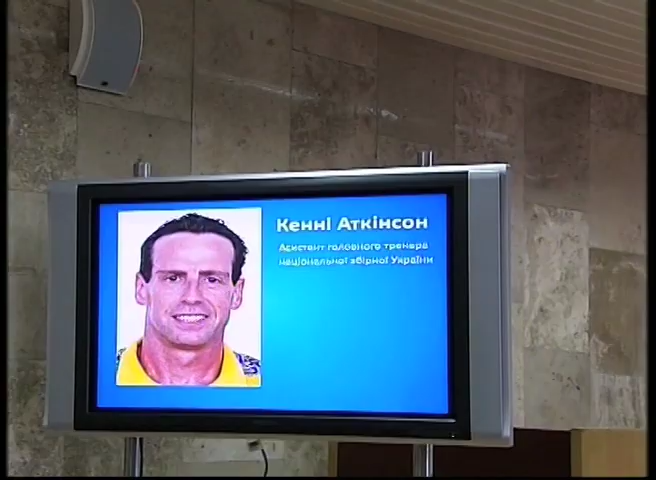 Кенні Аткінсон
Асистент головного тренера
національної збірної України